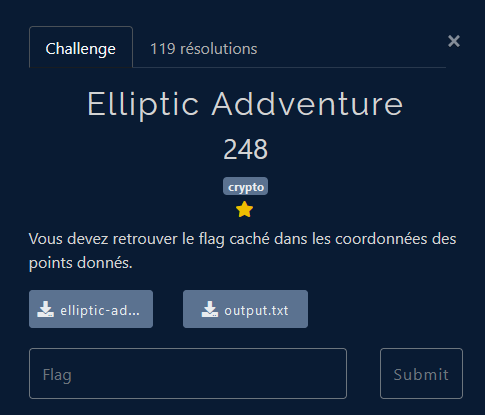 Challenge
119 résolutions
×
Elliptic Addventure
248
crypto
Vous devez retrouver le flag caché dans les coordonnées des
points donnés.
elliptic-ad...
output.txt
Flag
Submit